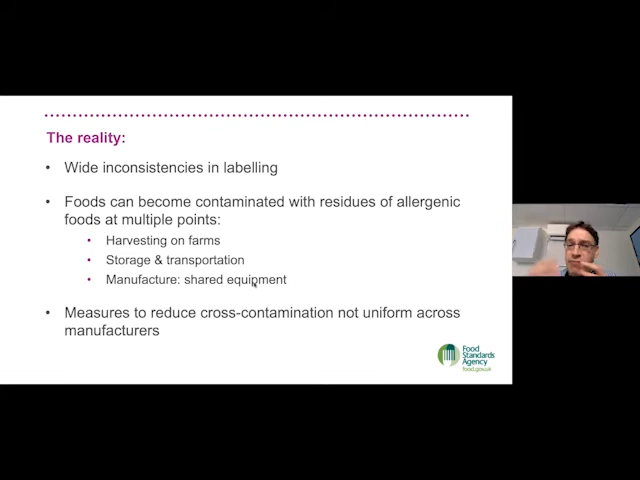 The reality:
• Wide inconsistencies in labelling
• Foods can become contaminated with residues of allergenic
foods at multiple points:
• Harvesting on farms
• Storage & transportation
• Manufacture: shared equipment
• Measures to reduce cross-contamination not uniform across
manufacturers
Food
Standards
Agency
food.gov.uk